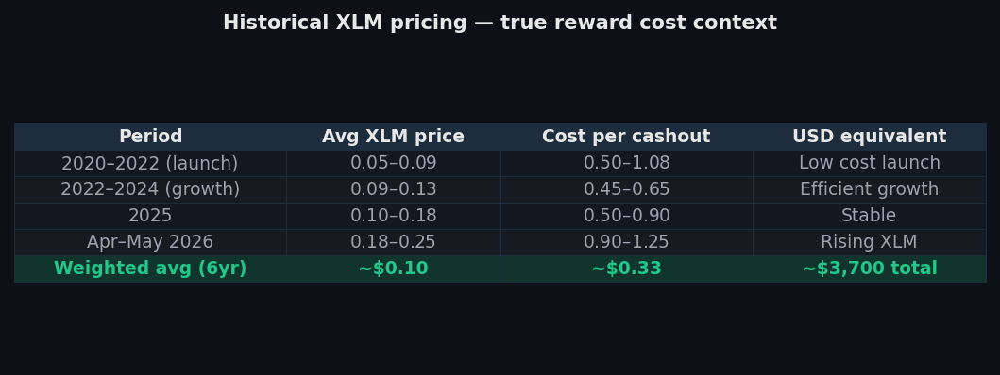 Historical XLM pricing — true reward cost context
Period Avg XLM price Cost per cashout USD equivalent
2020–2022 (launch) 0.05–0.09 0.50–1.08 Low cost launch
2022–2024 (growth) 0.09–0.13 0.45–0.65 Efficient growth
2025 0.10–0.18 0.50–0.90 Stable
Apr–May 2026 0.18–0.25 0.90–1.25 Rising XLM
Weighted avg (6yr) ~$0.10 ~$0.33 ~$3,700 total